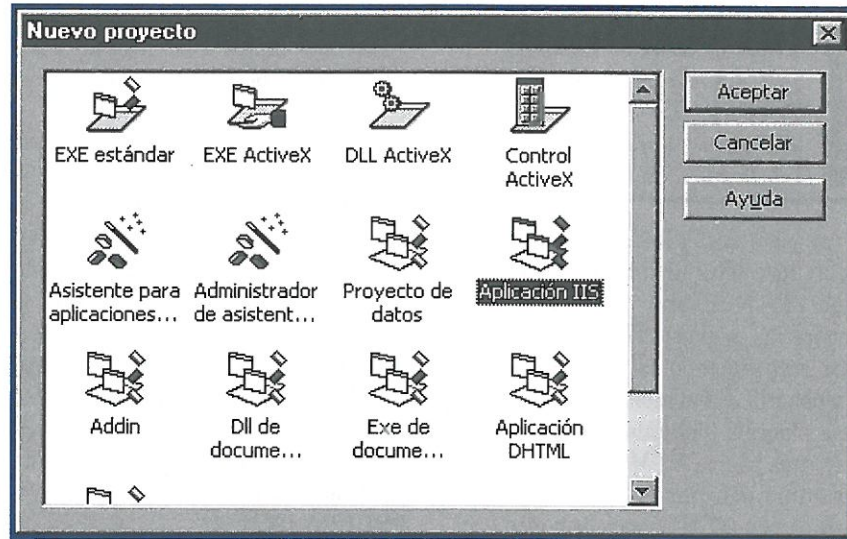 Nuevo proyecto
EXE estándar
EXE ActiveX
DLL ActiveX
Control
ActiveX
Asistente para
aplicaciones...
Administrador
de asistent...
Proyecto de
datos
Aplicación IIS
Addin
Dll de
docume...
Exe de
docume...
Aplicación
DHTML
Aceptar
Cancelar
Ayuda